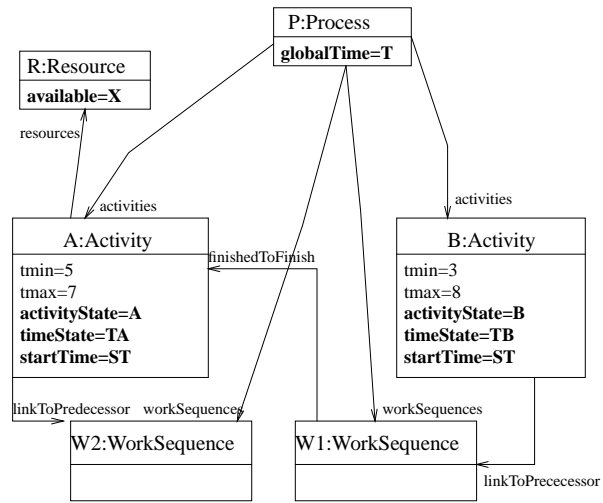 P:Process
globalTime=T
R:Resource
available=X
resources
activities
activities
A:Activity
tmin=5
tmax=7
activityState=A
timeState=TA
startTime=ST
finishedToFinish
B:Activity
tmin=3
tmax=8
activityState=B
timeState=TB
startTime=ST
linkToPredecessor
workSequences
workSequences
W2:WorkSequence
W1:WorkSequence
linkToPrecessor